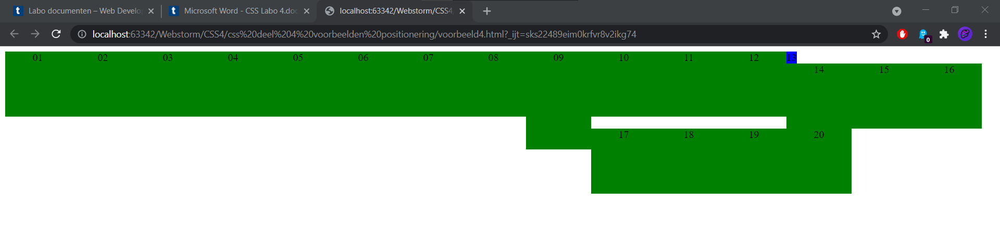 Labo documenten – Web Develo
Microsoft Word - CSS Labo 4.doc
localhost:63342/Webstorm/CSS4/
localhost:63342/Webstorm/CSS4/css%20deel%204%20voorbeelden%20positionering/voorbeeld4.html?_ijt=sks22489eim0krfvr8v2ikg74
0
01 02 03 04 05 06 07 08 09 10 11 12 13
14 15 16
17 18 19 20